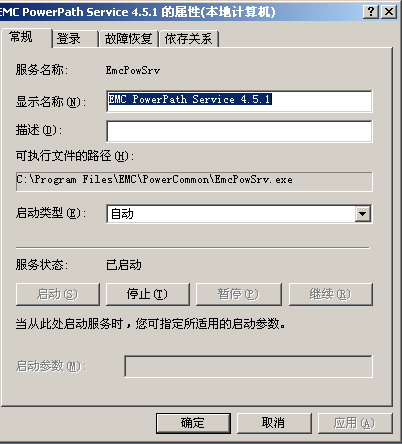 EMC PowerPath Service 4.5.1 的属性(本地计算机)
常规 登录 故障恢复 依存关系
服务名称: EmcPowSrv
显示名称(N): EMC PowerPath Service 4.5.1
描述(D):
可执行文件的路径(H):
C:\Program Files\EMC\PowerCommon\EmcPowSrv.exe
启动类型(E): 自动
服务状态: 已启动
启动(S) 停止(T) 暂停(P) 继续(R)
当从此处启动服务时，您可指定所适用的启动参数。
启动参数(M):
确定 取消 应用(A)